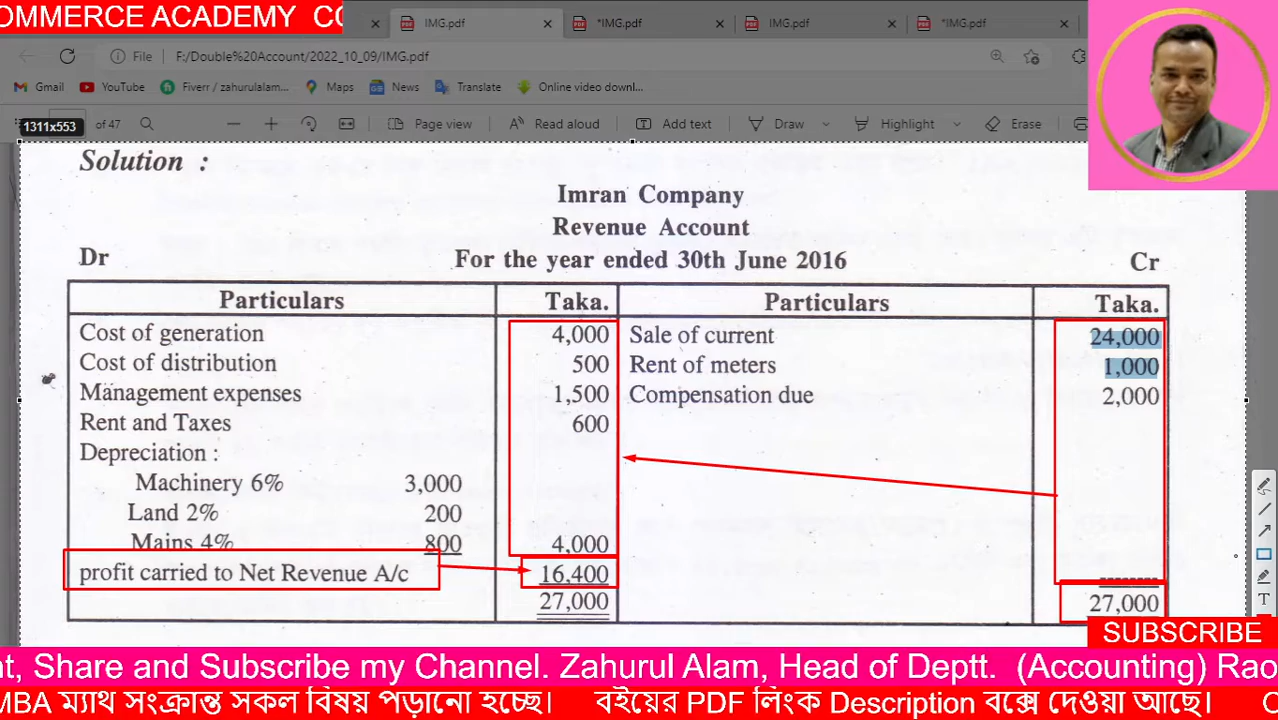 COMMERCE ACADEMY CO
IMG.pdf
*IMG.pdf
IMG.pdf
*IMG.pdf
File F:/Double%20Account/2022_10_09/IMG.pdf
Gmail YouTube Fiverr / zahurulalam... Maps News Translate Online video downl...
1311x553 of 47 Page view Read aloud Add text Draw Highlight Erase
Solution :
Imran Company
Revenue Account
Dr For the year ended 30th June 2016 Cr
Particulars Taka. Particulars Taka.
Cost of generation 4,000 Sale of current 24,000
Cost of distribution 500 Rent of meters 1,000
Management expenses 1,500 Compensation due 2,000
Rent and Taxes 600
Depreciation :
Machinery 6% 3,000
Land 2% 200
Mains 4% 800 4,000
profit carried to Net Revenue A/c 16,400
27,000 27,000
SUBSCRIBE
nt, Share and Subscribe my Channel. Zahurul Alam, Head of Deptt. (Accounting) Rao
MBA ম্যাথ সংক্রান্ত সকল বিষয় পড়ানো হচ্ছে। বইয়ের PDF লিংক Description বক্সে দেওয়া আছে।